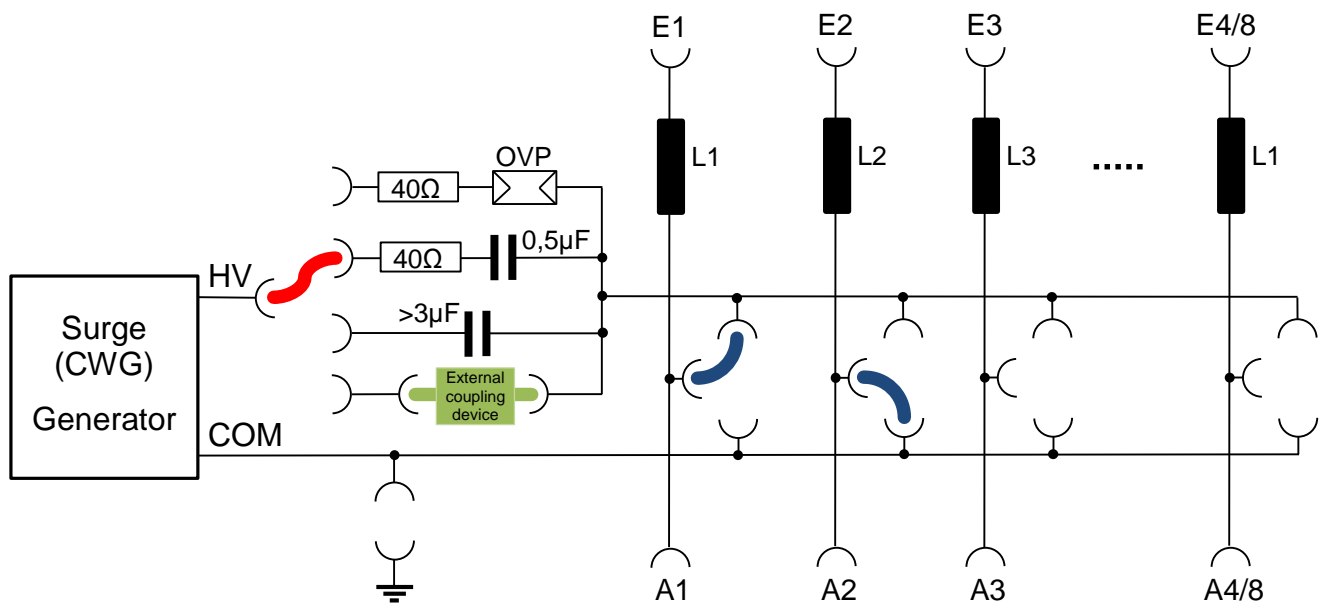 E1
E2
E3
E4/8
L1
L2
L3
.....
L1
OVP
40Ω
0,5µF
40Ω
HV
>3µF
Surge
(CWG)
Generator
External
coupling
device
COM
A1
A2
A3
A4/8